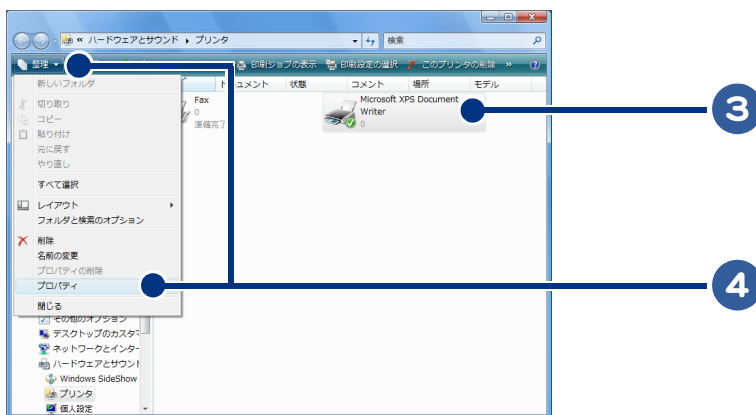 « ハードウェアとサウンド ▸ プリンタ
検索
整理
印刷ジョブの表示
印刷設定の選択
このプリンタの削除 »
新しいフォルダ
切り取り
コピー
貼り付け
元に戻す
やり直し
すべて選択
レイアウト
フォルダと検索のオプション
削除
名前の変更
プロパティの削除
プロパティ
閉じる
キュメント 状態 コメント 場所 モデル
Fax
0
準備完了
Microsoft XPS Document
Writer
0
その他のオプション
デスクトップのカスタマ
ネットワークとインター
ハードウェアとサウント
Windows SideShow
プリンタ
個人設定
3
4